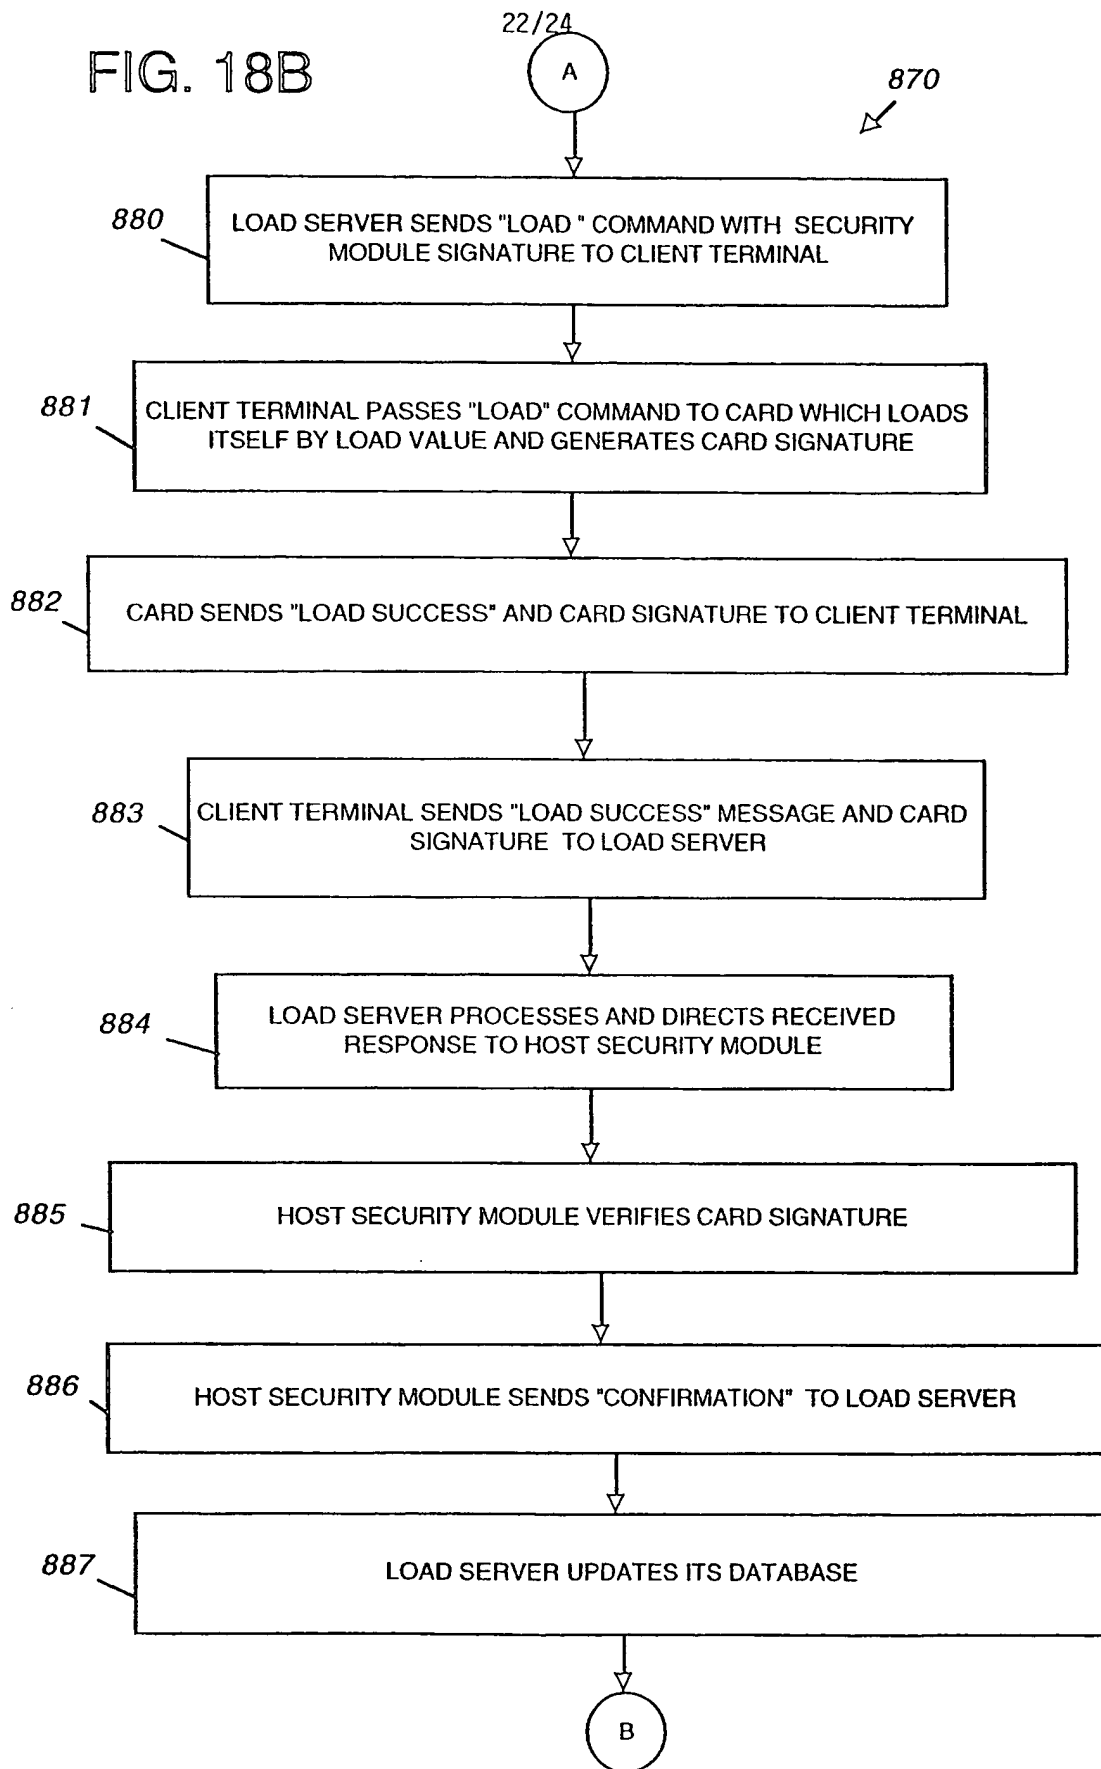 22/24
FIG. 18B
A
870
880
LOAD SERVER SENDS "LOAD " COMMAND WITH SECURITY
MODULE SIGNATURE TO CLIENT TERMINAL
881
CLIENT TERMINAL PASSES "LOAD" COMMAND TO CARD WHICH LOADS
ITSELF BY LOAD VALUE AND GENERATES CARD SIGNATURE
882
CARD SENDS "LOAD SUCCESS" AND CARD SIGNATURE TO CLIENT TERMINAL
883
CLIENT TERMINAL SENDS "LOAD SUCCESS" MESSAGE AND CARD
SIGNATURE TO LOAD SERVER
884
LOAD SERVER PROCESSES AND DIRECTS RECEIVED
RESPONSE TO HOST SECURITY MODULE
885
HOST SECURITY MODULE VERIFIES CARD SIGNATURE
886
HOST SECURITY MODULE SENDS "CONFIRMATION" TO LOAD SERVER
887
LOAD SERVER UPDATES ITS DATABASE
B